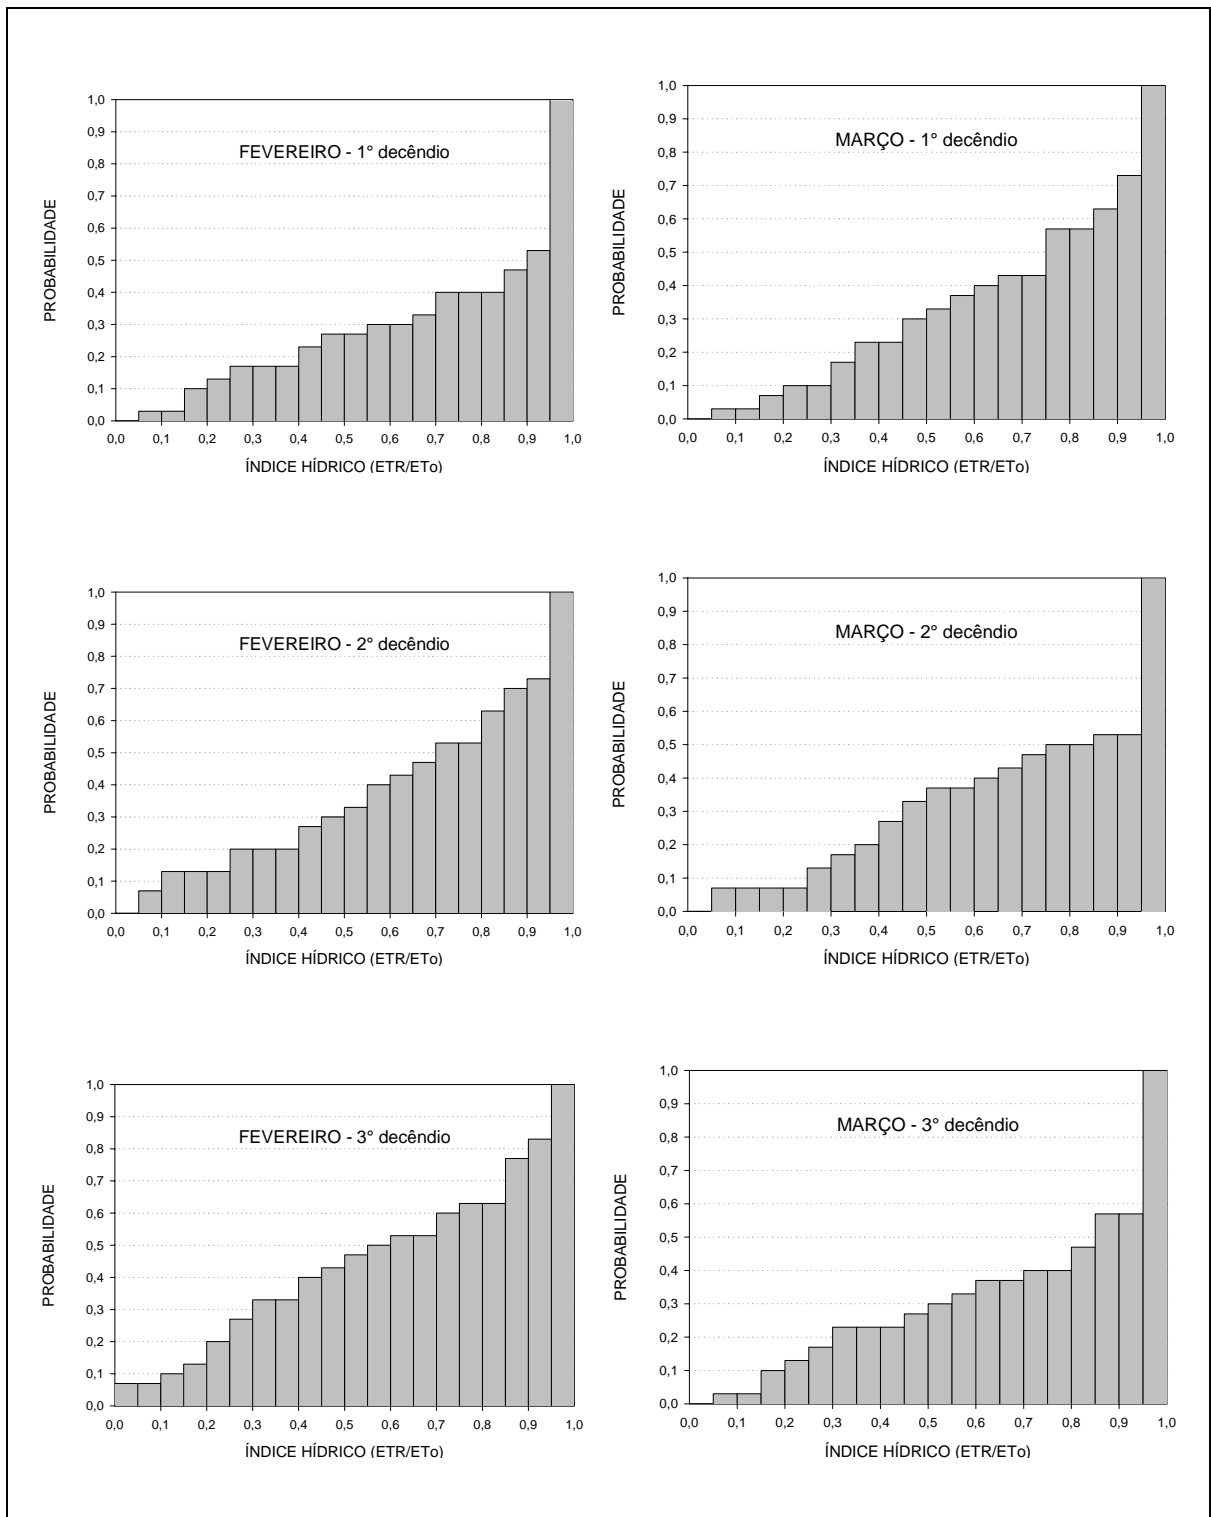 FEVEREIRO - 1° decêndio
PROBABILIDADE
1,0
0,9
0,8
0,7
0,6
0,5
0,4
0,3
0,2
0,1
0,0
0,0 0,1 0,2 0,3 0,4 0,5 0,6 0,7 0,8 0,9 1,0
ÍNDICE HÍDRICO (ETR/ETo)
MARÇO - 1° decêndio
PROBABILIDADE
1,0
0,9
0,8
0,7
0,6
0,5
0,4
0,3
0,2
0,1
0,0
0,0 0,1 0,2 0,3 0,4 0,5 0,6 0,7 0,8 0,9 1,0
ÍNDICE HÍDRICO (ETR/ETo)
FEVEREIRO - 2° decêndio
PROBABILIDADE
1,0
0,9
0,8
0,7
0,6
0,5
0,4
0,3
0,2
0,1
0,0
0,0 0,1 0,2 0,3 0,4 0,5 0,6 0,7 0,8 0,9 1,0
ÍNDICE HÍDRICO (ETR/ETo)
MARÇO - 2° decêndio
PROBABILIDADE
1,0
0,9
0,8
0,7
0,6
0,5
0,4
0,3
0,2
0,1
0,0
0,0 0,1 0,2 0,3 0,4 0,5 0,6 0,7 0,8 0,9 1,0
ÍNDICE HÍDRICO (ETR/ETo)
FEVEREIRO - 3° decêndio
PROBABILIDADE
1,0
0,9
0,8
0,7
0,6
0,5
0,4
0,3
0,2
0,1
0,0
0,0 0,1 0,2 0,3 0,4 0,5 0,6 0,7 0,8 0,9 1,0
ÍNDICE HÍDRICO (ETR/ETo)
MARÇO - 3° decêndio
PROBABILIDADE
1,0
0,9
0,8
0,7
0,6
0,5
0,4
0,3
0,2
0,1
0,0
0,0 0,1 0,2 0,3 0,4 0,5 0,6 0,7 0,8 0,9 1,0
ÍNDICE HÍDRICO (ETR/ETo)